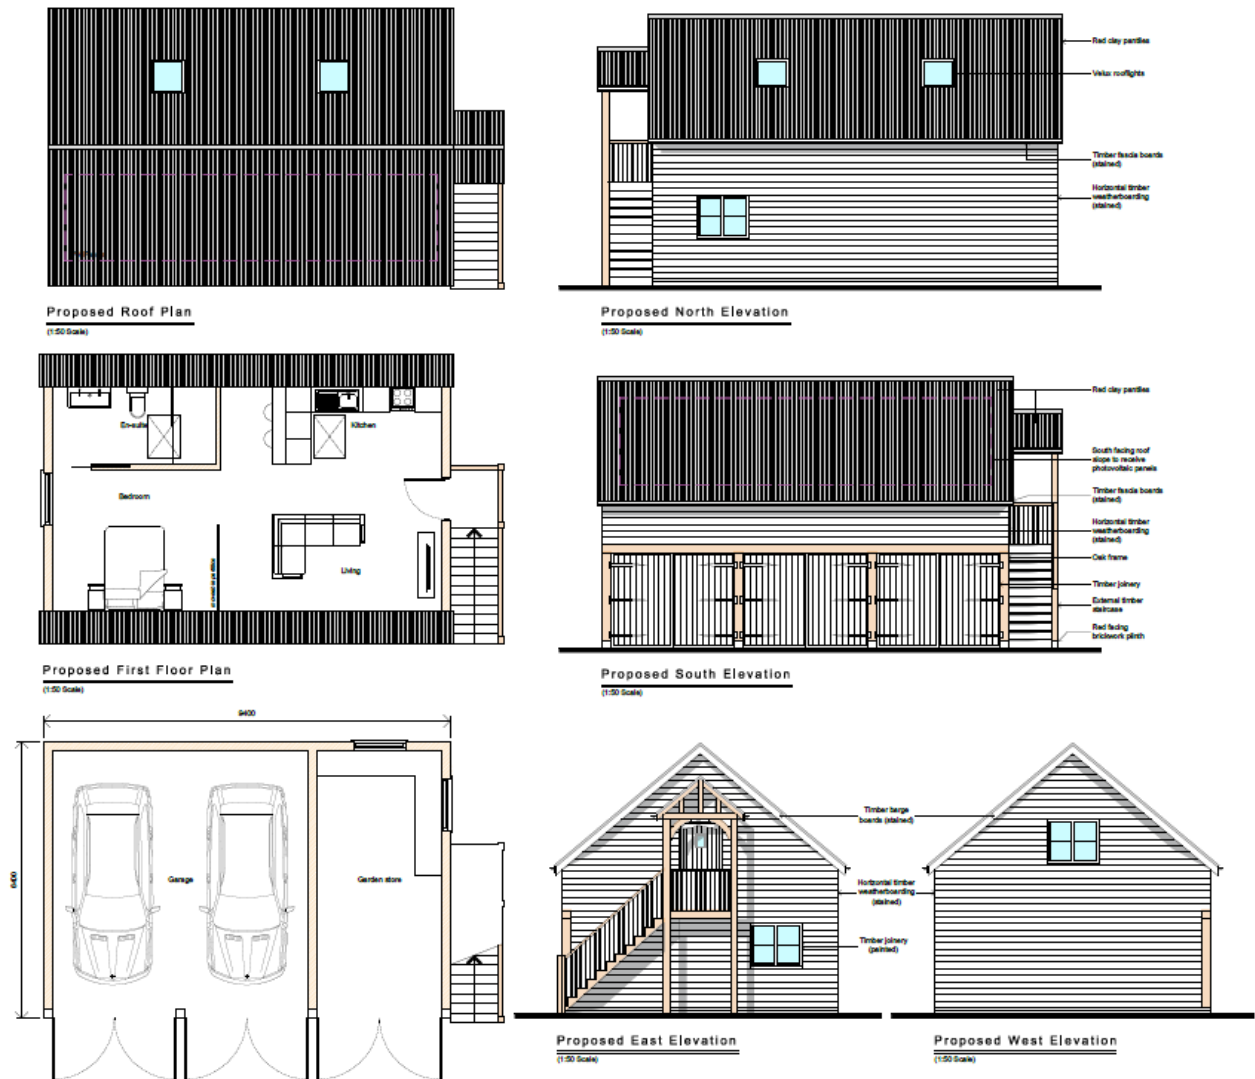 Red clay pantiles
Velux rooflights
Timber fascia boards
(stained)
Horizontal timber
weatherboarding
(stained)
Proposed Roof Plan
(1:50 Scale)
Proposed North Elevation
(1:50 Scale)
En-suite
Kitchen
Bedroom
Living
Proposed First Floor Plan
(1:50 Scale)
Red clay pantiles
South facing roof
slope to receive
photovoltaic panels
Timber fascia boards
(stained)
Horizontal timber
weatherboarding
(stained)
Oak frame
Timber joinery
External timber
staircase
Red facing
brickwork plinth
Proposed South Elevation
(1:50 Scale)
9400
6400
Garage
Garden store
Timber barge
boards (stained)
Horizontal timber
weatherboarding
(stained)
Timber joinery
(painted)
Proposed East Elevation
(1:50 Scale)
Proposed West Elevation
(1:50 Scale)